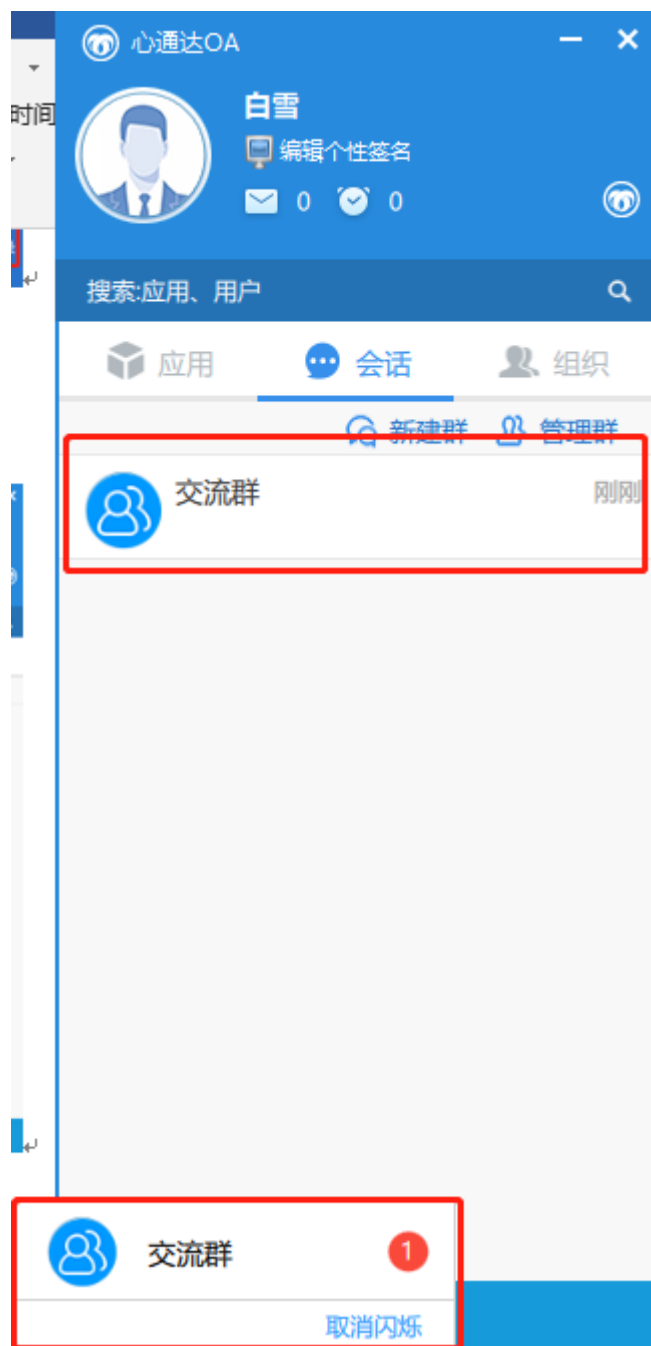 心通达OA
时间
白雪
编辑个性签名
0 0
搜索:应用、用户
应用 会话 组织
新建群 管理群
交流群 刚刚
交流群 1
取消闪烁